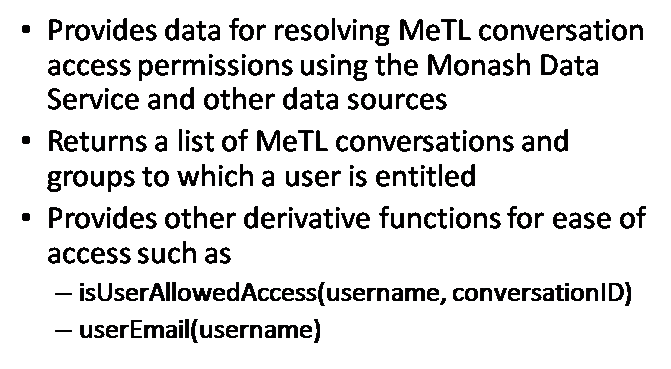 • Provides data for resolving MeTL conversation
access permissions using the Monash Data
Service and other data sources
• Returns a list of MeTL conversations and
groups to which a user is entitled
• Provides other derivative functions for ease of
access such as
– isUserAllowedAccess(username, conversationID)
– userEmail(username)